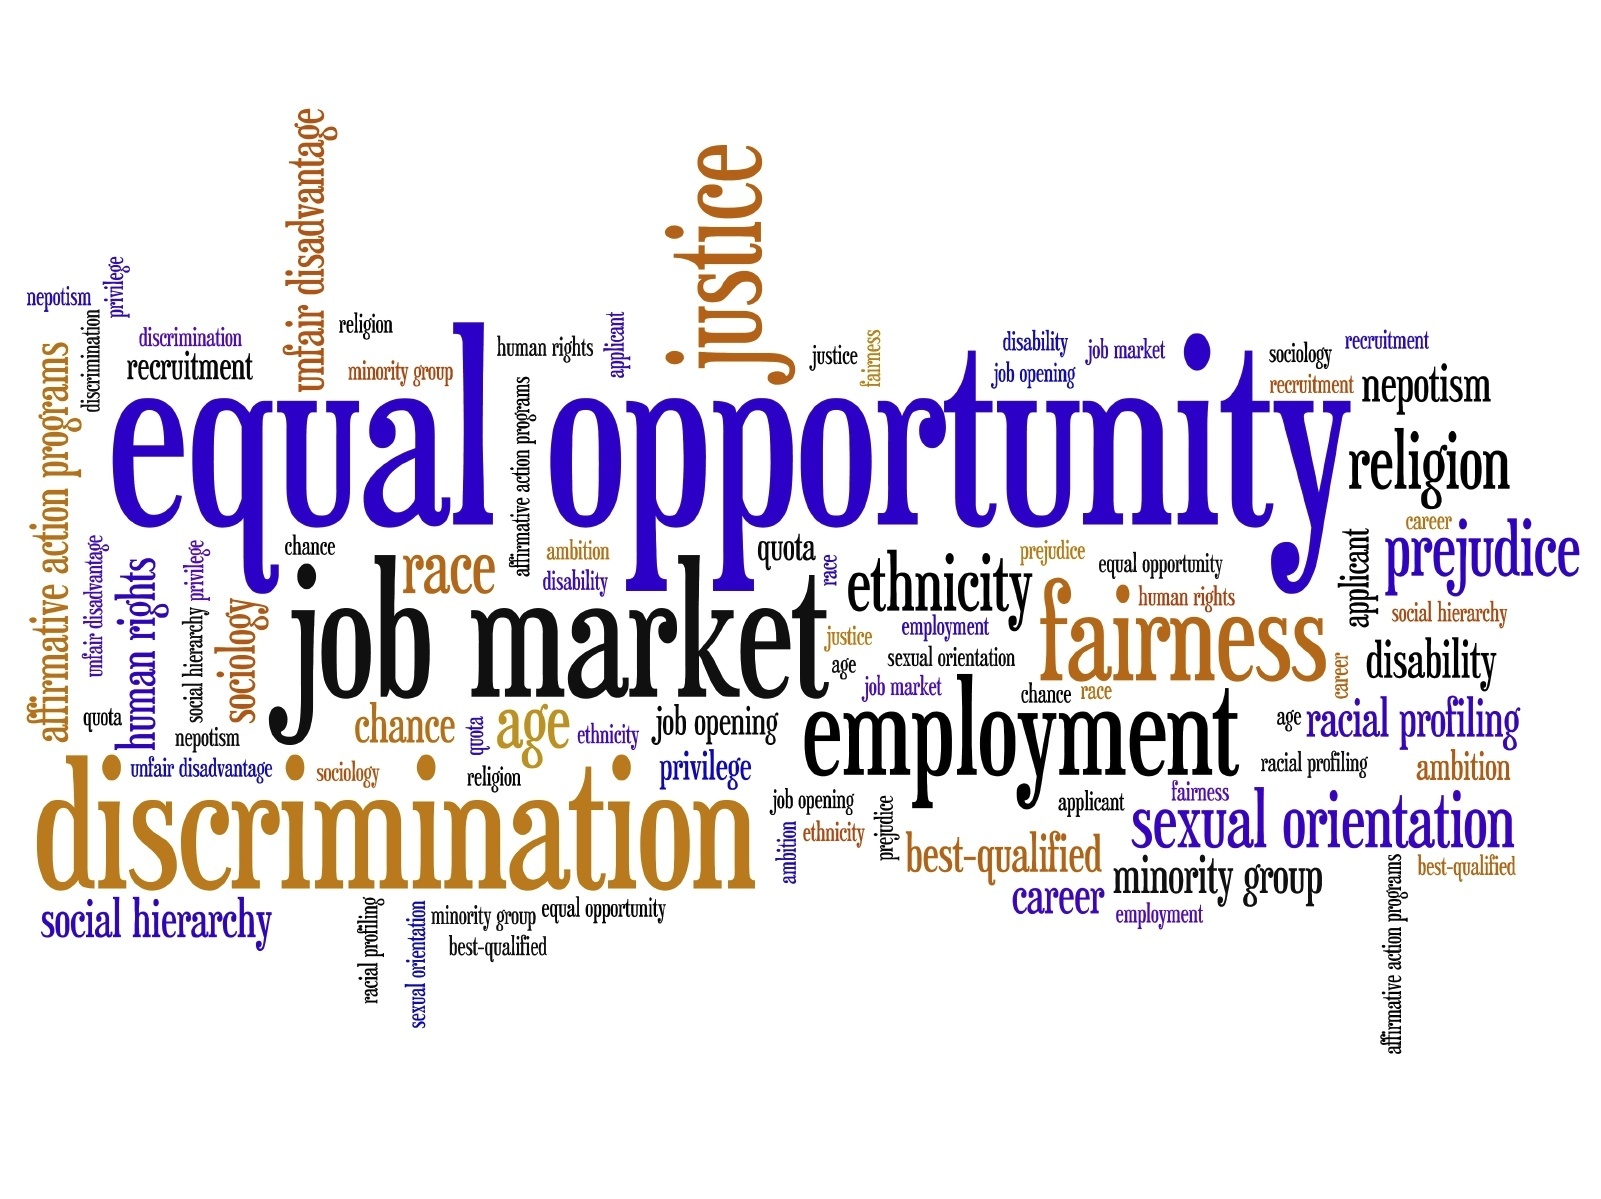 unfair disadvantage
justice
privilege
nepotism
discrimination
discrimination
recruitment
religion
minority group
human rights
applicant
justice
fairness
disability
job market
job opening
sociology
recruitment
recruitment
nepotism
affirmative action programs
equal opportunity
affirmative action programs
religion
career
prejudice
applicant
social hierarchy
disability
unfair disadvantage
human rights
privilege
social hierarchy
sociology
chance
race
ambition
disability
quota
race
ethnicity
prejudice
equal opportunity
human rights
job market
justice
employment
age
sexual orientation
job market
fairness
career
chance
race
quota
nepotism
chance
quota
age
ethnicity
job opening
employment
age
racial profiling
unfair disadvantage
sociology
religion
privilege
racial profiling
ambition
discrimination
job opening
ambition
ethnicity
prejudice
applicant
fairness
sexual orientation
best-qualified
minority group
best-qualified
career
employment
affirmative action programs
social hierarchy
racial profiling
sexual orientation
minority group
equal opportunity
best-qualified